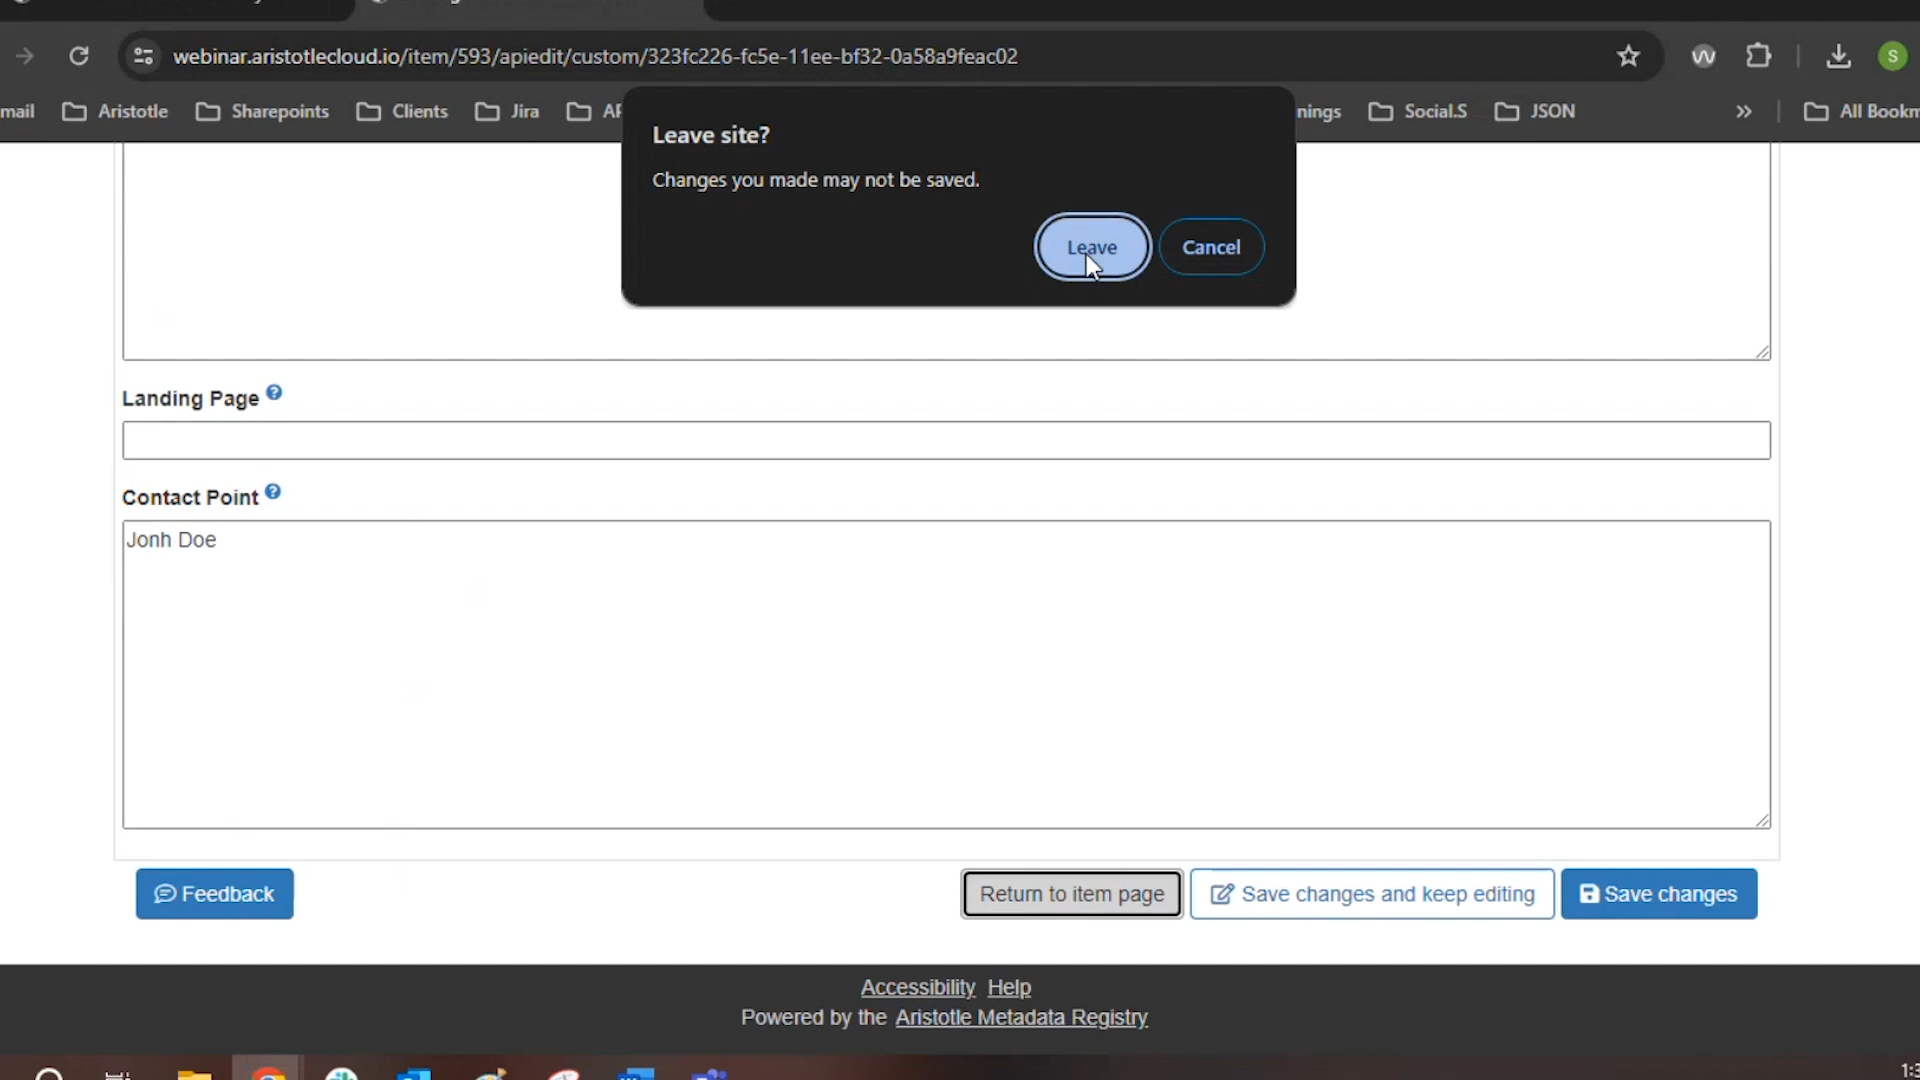 webinar.aristotlecloud.io/item/593/apiedit/custom/323fc226-fc5e-11ee-bf32-0a58a9feac02
S
mail Aristotle Sharepoints Clients Jira AP nings Social.S JSON » All Bookm
Leave site?
Changes you made may not be saved.
Leave Cancel
Landing Page ?
Contact Point ?
Jonh Doe
Feedback Return to item page Save changes and keep editing Save changes
Accessibility Help
Powered by the Aristotle Metadata Registry